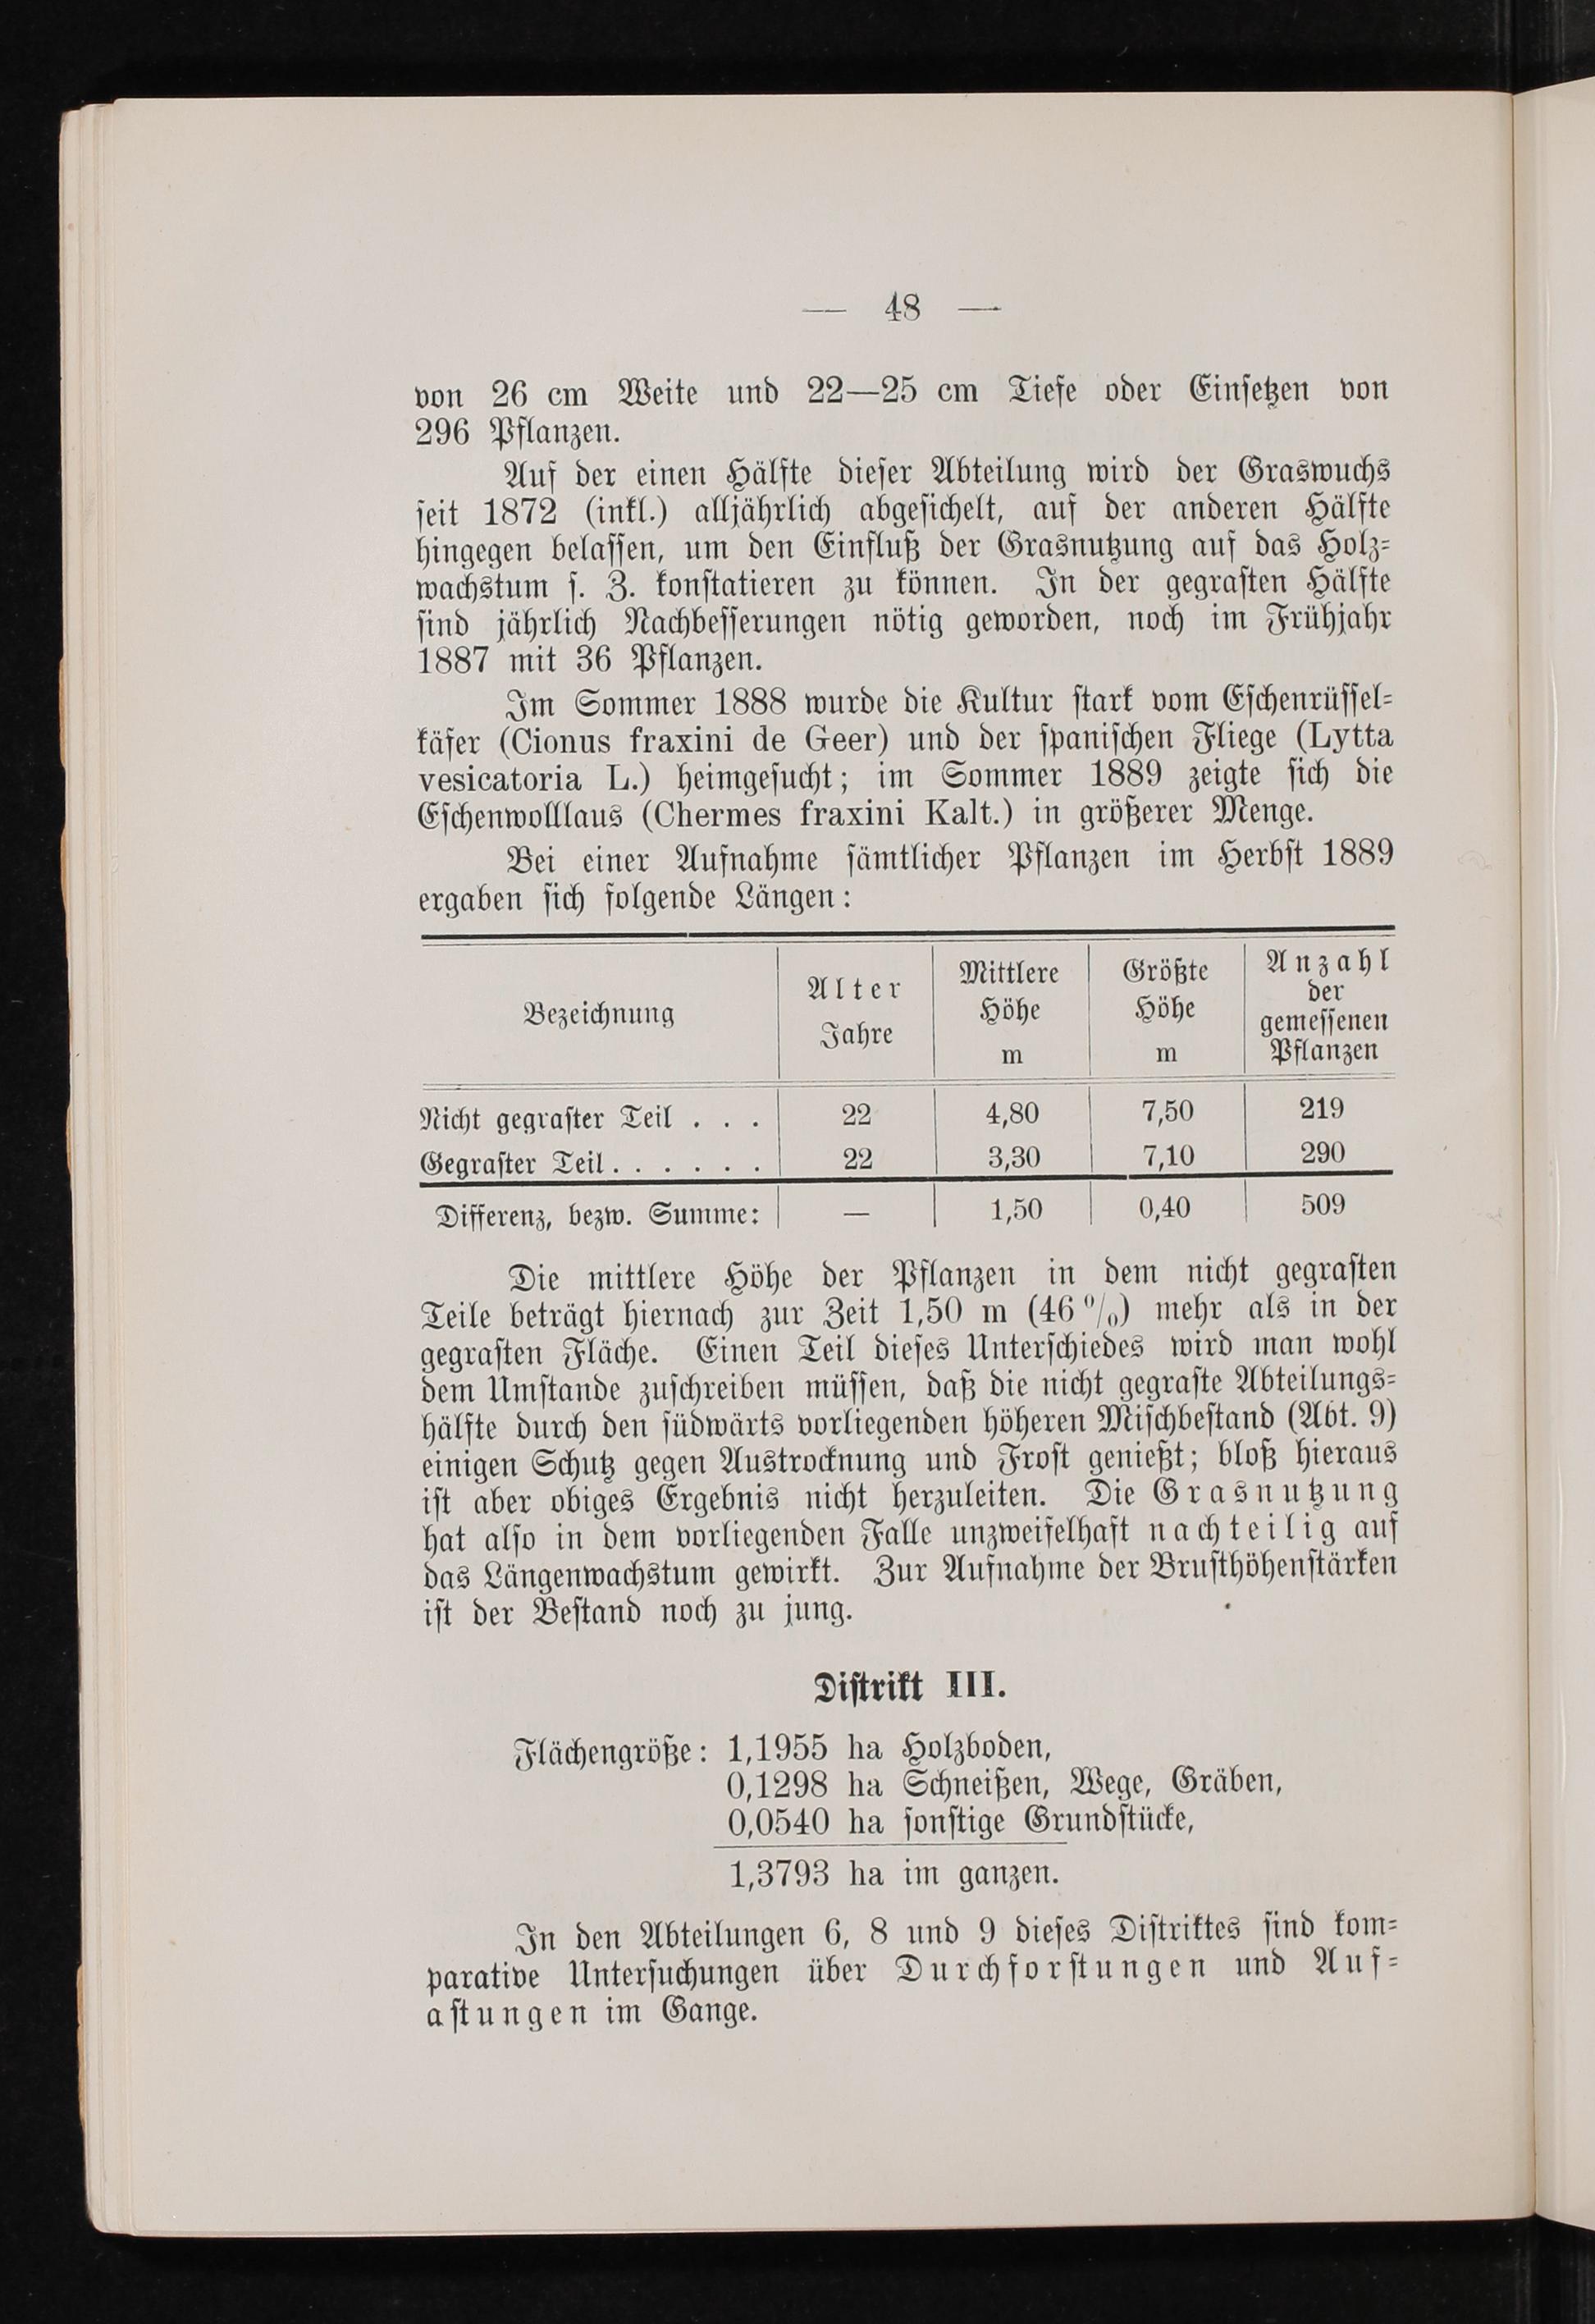 — 48 —
von 26 cm Weite und 22—25 cm Tiefe oder Einsetzen von
296 Pflanzen.
Auf der einen Hälfte dieser Abteilung wird der Graswuchs
seit 1872 (inkl.) alljährlich abgesichelt, auf der anderen Hälfte
hingegen belassen, um den Einfluß der Grasnutzung auf das Holz-
wachstum s. Z. konstatieren zu können. In der gegrasten Hälfte
sind jährlich Nachbesserungen nötig geworden, noch im Frühjahr
1887 mit 36 Pflanzen.
Im Sommer 1888 wurde die Kultur stark vom Eschenrüssel-
käfer (Cionus fraxini de Geer) und der spanischen Fliege (Lytta
vesicatoria L.) heimgesucht; im Sommer 1889 zeigte sich die
Eschenwolllaus (Chermes fraxini Kalt.) in größerer Menge.
Bei einer Aufnahme sämtlicher Pflanzen im Herbst 1889
ergaben sich folgende Längen:
Bezeichnung | Alter Jahre | Mittlere Höhe m | Größte Höhe m | Anzahl der gemessenen Pflanzen
Nicht gegraster Teil . . . | 22 | 4,80 | 7,50 | 219
Gegraster Teil . . . . . . | 22 | 3,30 | 7,10 | 290
Differenz, bezw. Summe: | — | 1,50 | 0,40 | 509
Die mittlere Höhe der Pflanzen in dem nicht gegrasten
Teile beträgt hiernach zur Zeit 1,50 m (46 %) mehr als in der
gegrasten Fläche. Einen Teil dieses Unterschiedes wird man wohl
dem Umstande zuschreiben müssen, daß die nicht gegraste Abteilungs-
hälfte durch den südwärts vorliegenden höheren Mischbestand (Abt. 9)
einigen Schutz gegen Austrocknung und Frost genießt; bloß hieraus
ist aber obiges Ergebnis nicht herzuleiten. Die Grasnutzung
hat also in dem vorliegenden Falle unzweifelhaft nachteilig auf
das Längenwachstum gewirkt. Zur Aufnahme der Brusthöhenstärken
ist der Bestand noch zu jung.
Distrikt III.
Flächengröße: 1,1955 ha Holzboden,
0,1298 ha Schneißen, Wege, Gräben,
0,0540 ha sonstige Grundstücke,
1,3793 ha im ganzen.
In den Abteilungen 6, 8 und 9 dieses Distriktes sind kom-
parative Untersuchungen über Durchforstungen und Auf-
astungen im Gange.